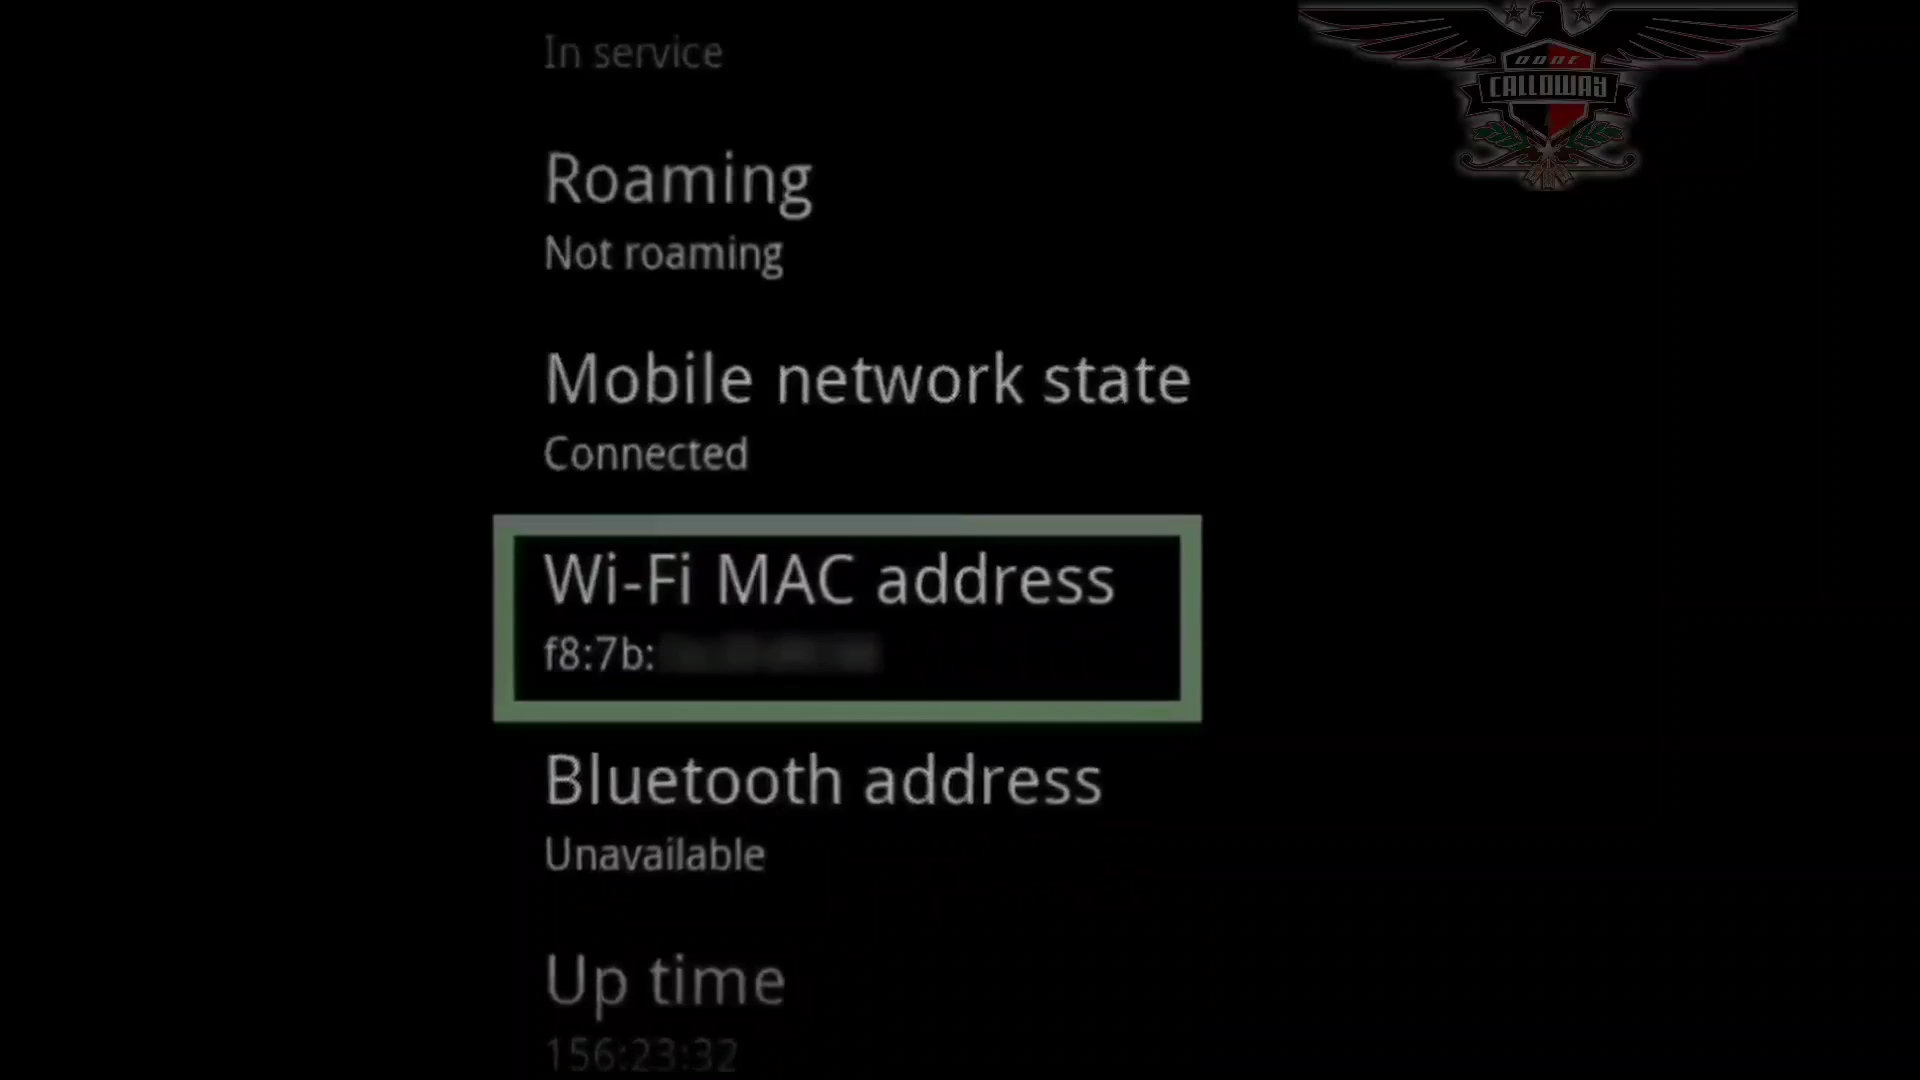 In service
CALLOWAY
Roaming
Not roaming
Mobile network state
Connected
Wi-Fi MAC address
f8:7b:
Bluetooth address
Unavailable
Up time
156:23:32